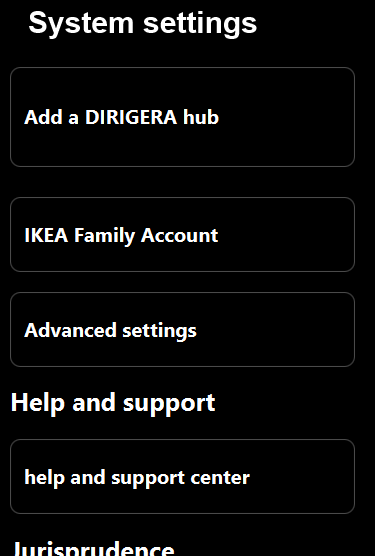 System settings
Add a DIRIGERA hub
IKEA Family Account
Advanced settings
Help and support
help and support center
Jurisprudence